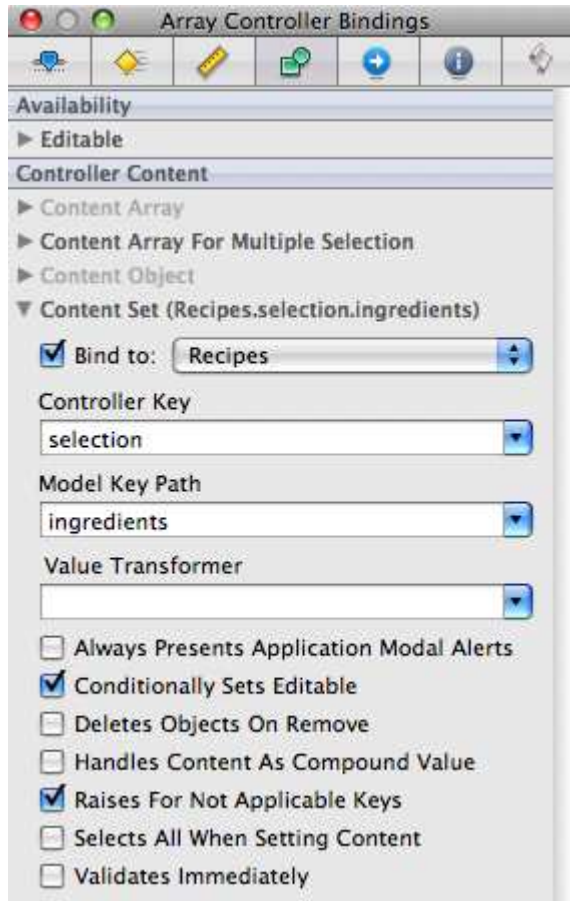 Array Controller Bindings
Availability
Editable
Controller Content
Content Array
Content Array For Multiple Selection
Content Object
Content Set (Recipes.selection.ingredients)
Bind to: Recipes
Controller Key
selection
Model Key Path
ingredients
Value Transformer
Always Presents Application Modal Alerts
Conditionally Sets Editable
Deletes Objects On Remove
Handles Content As Compound Value
Raises For Not Applicable Keys
Selects All When Setting Content
Validates Immediately